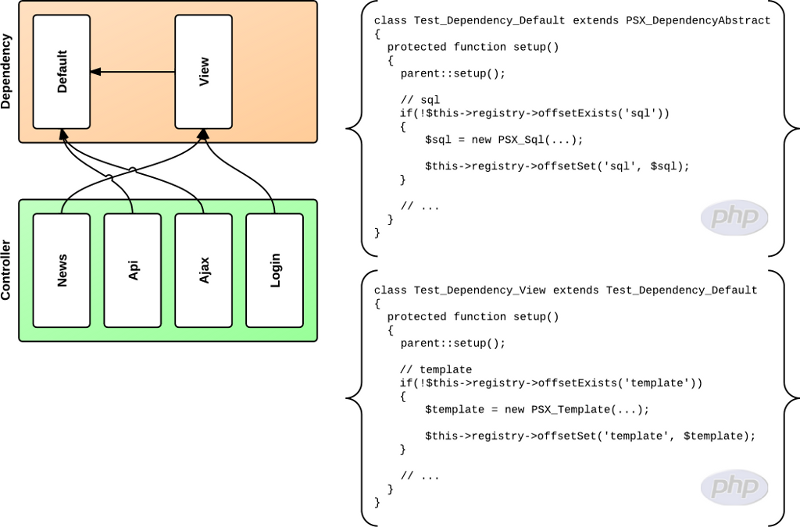 Dependency
Default
View
Controller
News
Api
Ajax
Login
class Test_Dependency_Default extends PSX_DependencyAbstract
{
  protected function setup()
  {
    parent::setup();

    // sql
    if(!$this->registry->offsetExists('sql'))
    {
        $sql = new PSX_Sql(...);

        $this->registry->offsetSet('sql', $sql);
    }

    // ...
  }
}
php
class Test_Dependency_View extends Test_Dependency_Default
{
  protected function setup()
  {
    parent::setup();

    // template
    if(!$this->registry->offsetExists('template'))
    {
        $template = new PSX_Template(...);

        $this->registry->offsetSet('template', $template);
    }

    // ...
  }
}
php